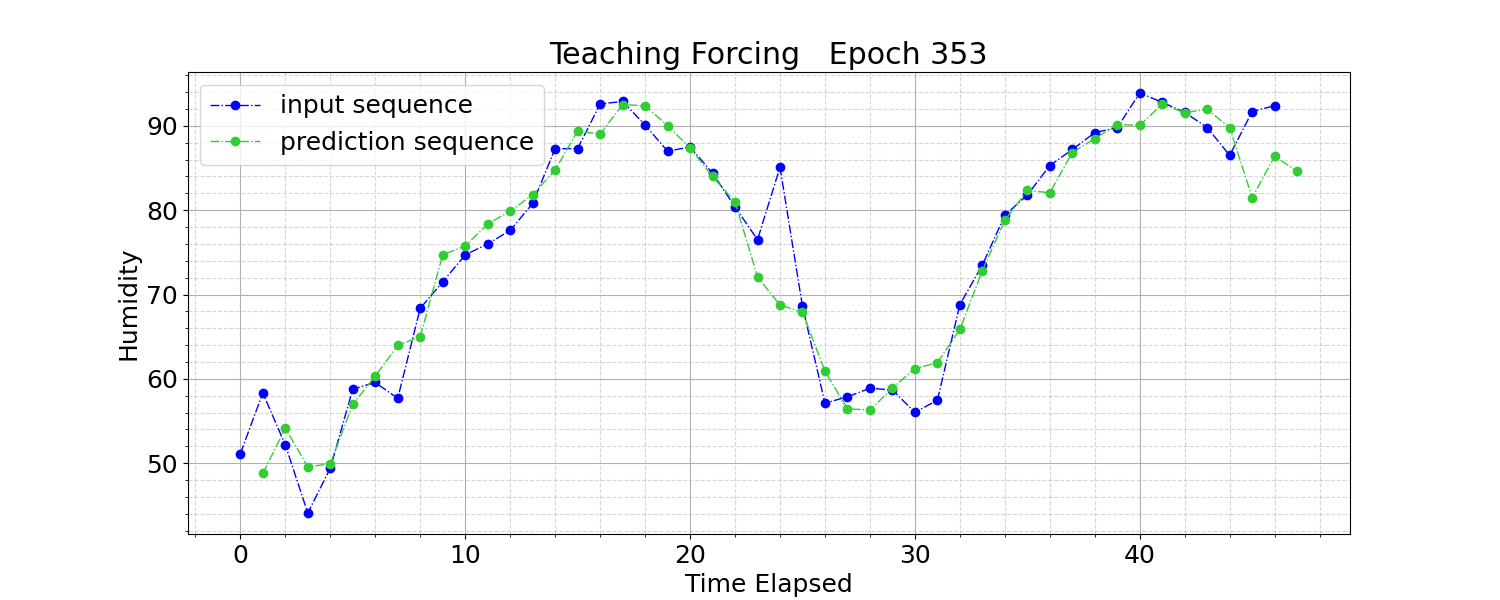 Teaching Forcing   Epoch 353
input sequence
prediction sequence
Humidity
90
80
70
60
50
0 10 20 30 40
Time Elapsed